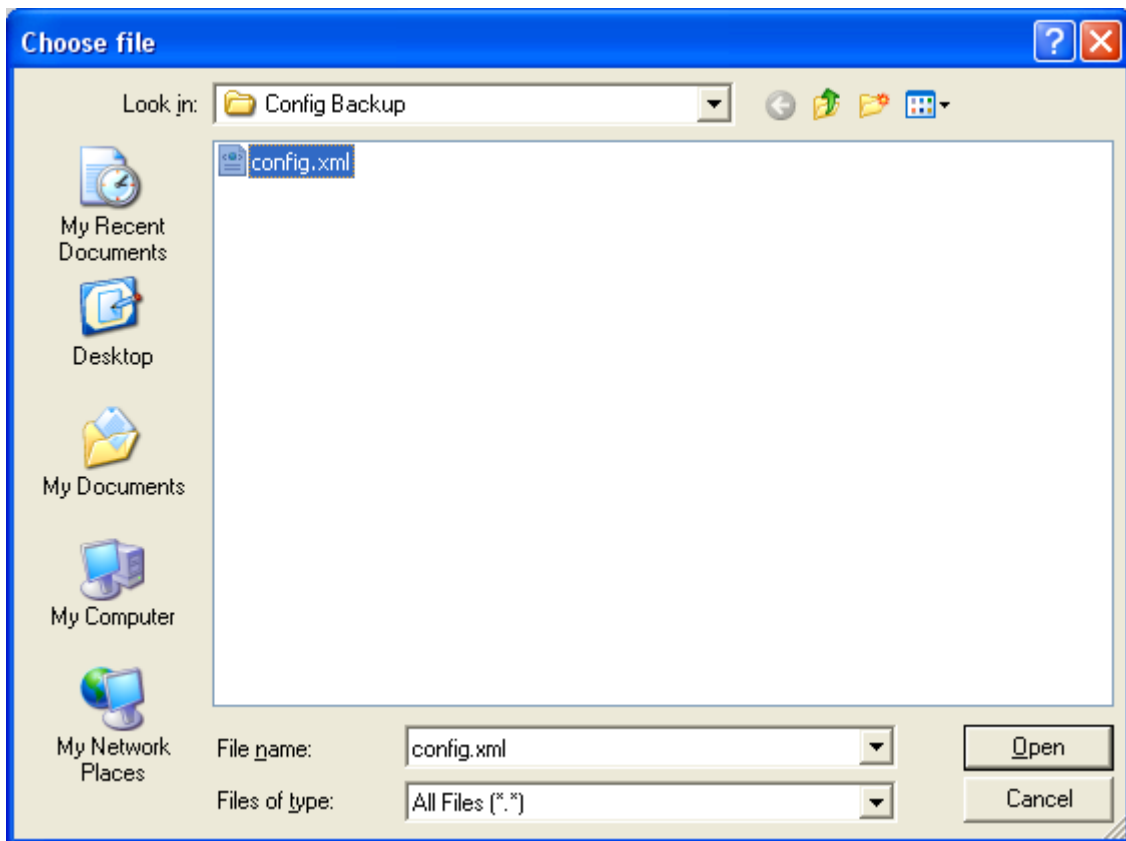 Choose file
Look in: Config Backup
config.xml
My Recent
Documents
Desktop
My Documents
My Computer
My Network
Places
File name: config.xml Open
Files of type: All Files (*.*) Cancel